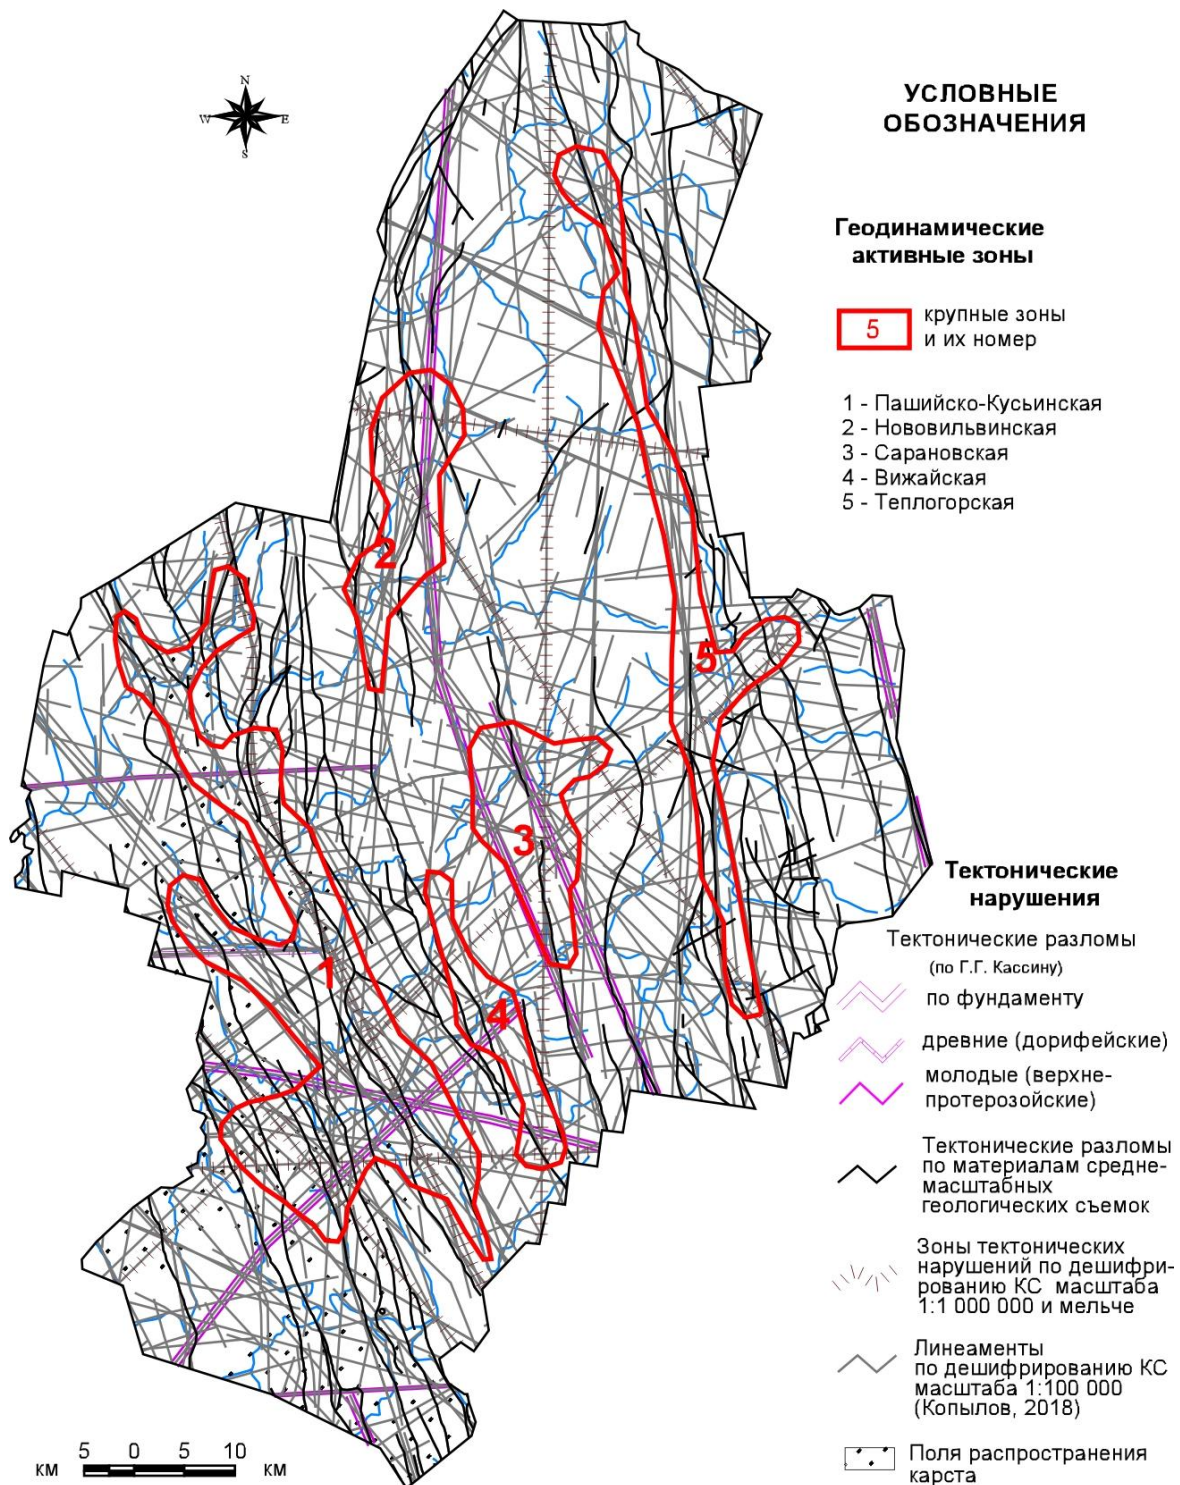 N
W
E
S
УСЛОВНЫЕ
ОБОЗНАЧЕНИЯ
Геодинамические
активные зоны
5
крупные зоны
и их номер
1 - Пашийско-Кусьинская
2 - Нововильвинская
3 - Сарановская
4 - Вижайская
5 - Теплогорская
2
5
3
1
4
Тектонические
нарушения
Тектонические разломы
(по Г.Г. Кассину)
по фундаменту
древние (дорифейские)
молодые (верхне-
протерозойские)
Тектонические разломы
по материалам средне-
масштабных
геологических съемок
Зоны тектонических
нарушений по дешифри-
рованию КС масштаба
1:1 000 000 и мельче
Линеаменты
по дешифрированию КС
масштаба 1:100 000
(Копылов, 2018)
Поля распространения
карста
5 0 5 10
км км